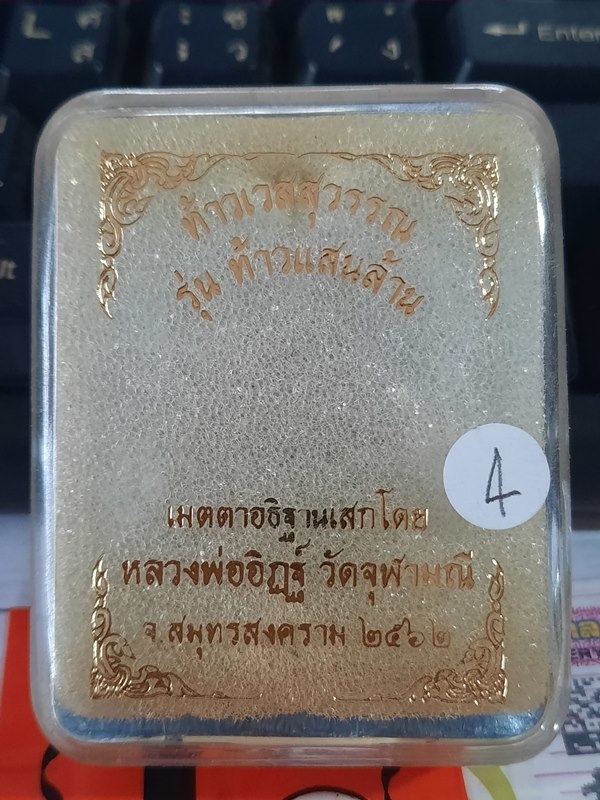 ท้าวเวสสุวรรณ
รุ่น ท้าวแสนล้าน
4
เมตตาอธิฐานเสกโดย
หลวงพ่ออิฏฐ์ วัดจุฬามณี
จ.สมุทรสงคราม ๒๕๖๒
Enter